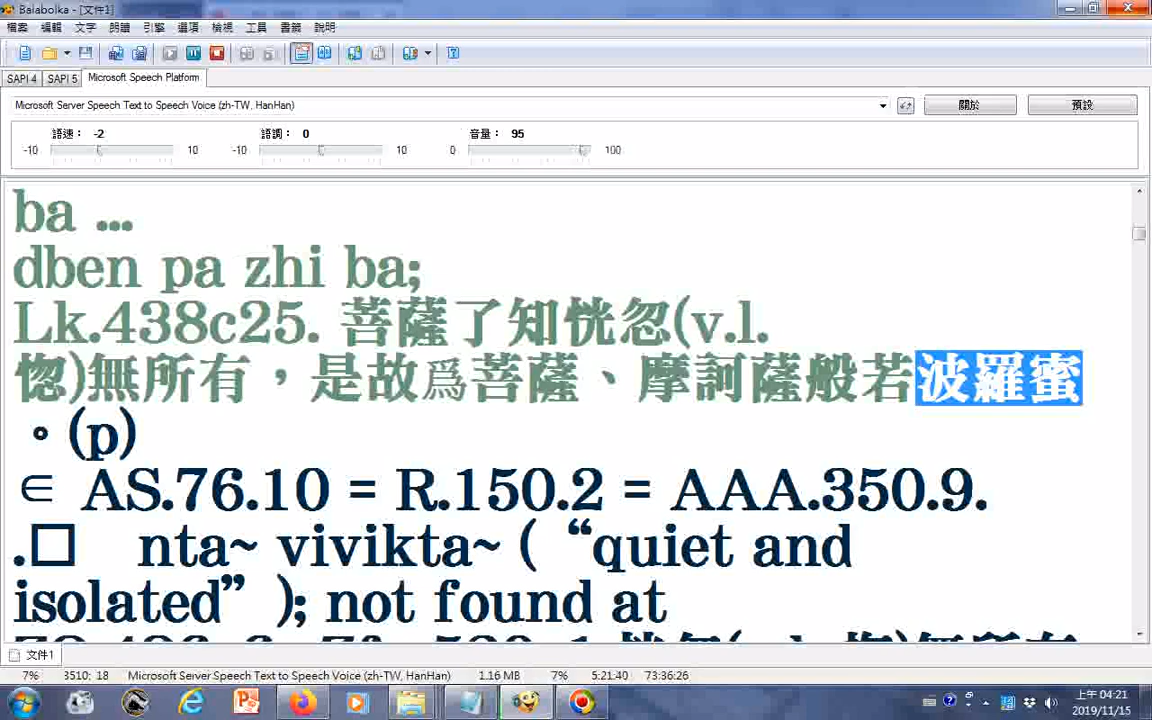 Balabolka - [文件1]
檔案 編輯 文字 朗讀 引擎 選項 檢視 工具 書籤 說明
SAPI 4 SAPI 5 Microsoft Speech Platform
Microsoft Server Speech Text to Speech Voice (zh-TW, HanHan) 關於 預設
語速： -2 語調： 0 音量： 95
-10 10 -10 10 0 100
ba ...
dben pa zhi ba;
Lk.438c25. 菩薩了知恍忽(v.l.
惚)無所有，是故爲菩薩、摩訶薩般若波羅蜜
。(p)
∈ AS.76.10 = R.150.2 = AAA.350.9.
.□ nta~ vivikta~ (“quiet and
isolated”); not found at
文件1
7% 3510; 18 Microsoft Server Speech Text to Speech Voice (zh-TW, HanHan) 1.16 MB 7% 5:21:40 73:36:26
上午 04:21
2019/11/15